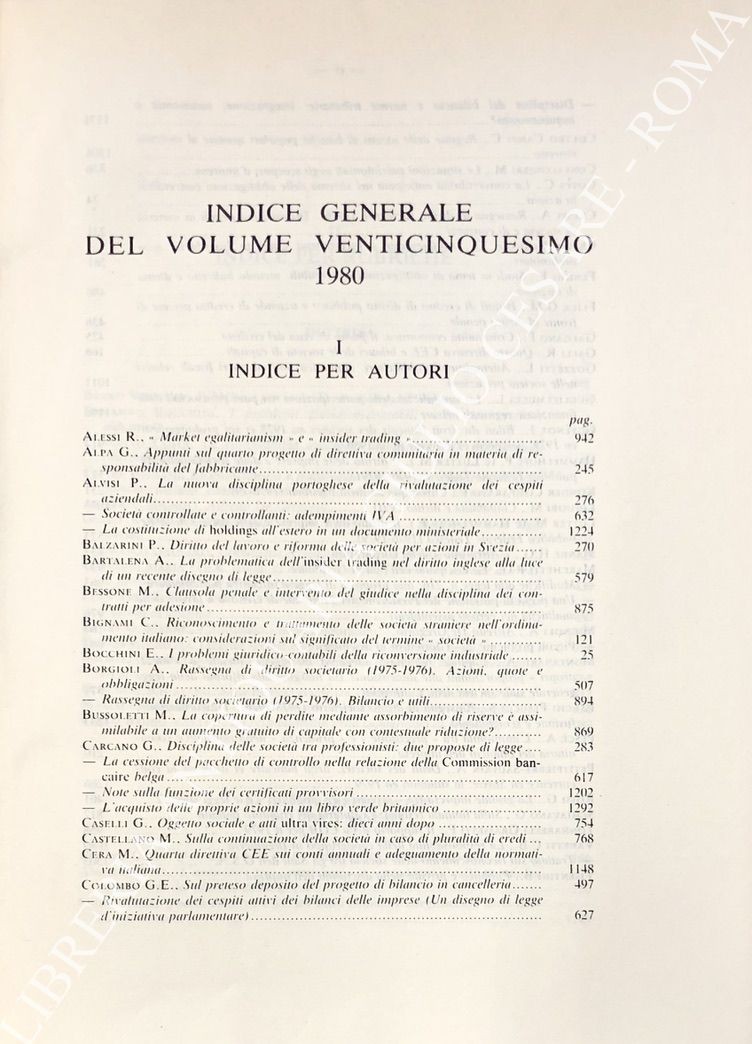 INDICE GENERALE
DEL VOLUME VENTICINQUESIMO
1980
I
INDICE PER AUTORI
pag.
ALESSI R., « Market egalitarianism » e « insider trading »............................ 942
ALPA G., Appunti sul quarto progetto di direttiva comunitaria in materia di re-
sponsabilità del fabbricante............................ 245
ALVISI P., La nuova disciplina portoghese della rivalutazione dei cespiti
aziendali............................ 276
— Società controllate e controllanti: adempimenti IVA ............................ 632
— La costituzione di holdings all'estero in un documento ministeriale............. 1224
BALZARINI P., Diritto del lavoro e riforma delle società per azioni in Svezia...... 270
BARTALENA A., La problematica dell'insider trading nel diritto inglese alla luce
di un recente disegno di legge............................ 579
BESSONE M., Clausola penale e intervento del giudice nella disciplina dei con-
tratti per adesione............................ 875
BIGNAMI C., Riconoscimento e trattamento delle società straniere nell'ordina-
mento italiano: considerazioni sul significato del termine « società » ........... 121
BOCCHINI E., I problemi giuridico-contabili della riconversione industriale ....... 25
BORGIOLI A., Rassegna di diritto societario (1975-1976). Azioni, quote e
obbligazioni............................ 507
— Rassegna di diritto societario (1975-1976). Bilancio e utili............................ 894
BUSSOLETTI M., La copertura di perdite mediante assorbimento di riserve è assi-
milabile a un aumento gratuito di capitale con contestuale riduzione?............ 869
CARCANO G., Disciplina delle società tra professionisti: due proposte di legge.... 283
— La cessione del pacchetto di controllo nella relazione della Commission ban-
caire belga............................ 617
— Note sulla funzione dei certificati provvisori............................ 1202
— L'acquisto delle proprie azioni in un libro verde britannico .................... 1292
CASELLI G., Oggetto sociale e atti ultra vires: dieci anni dopo ...................... 754
CASTELLANO M., Sulla continuazione della società in caso di pluralità di eredi ... 768
CERA M., Quarta direttiva CEE sui conti annuali e adeguamento della normati-
va italiana............................ 1148
COLOMBO G.E., Sul preteso deposito del progetto di bilancio in cancelleria....... 497
— Rivalutazione dei cespiti attivi dei bilanci delle imprese (Un disegno di legge
d'iniziativa parlamentare)............................ 627